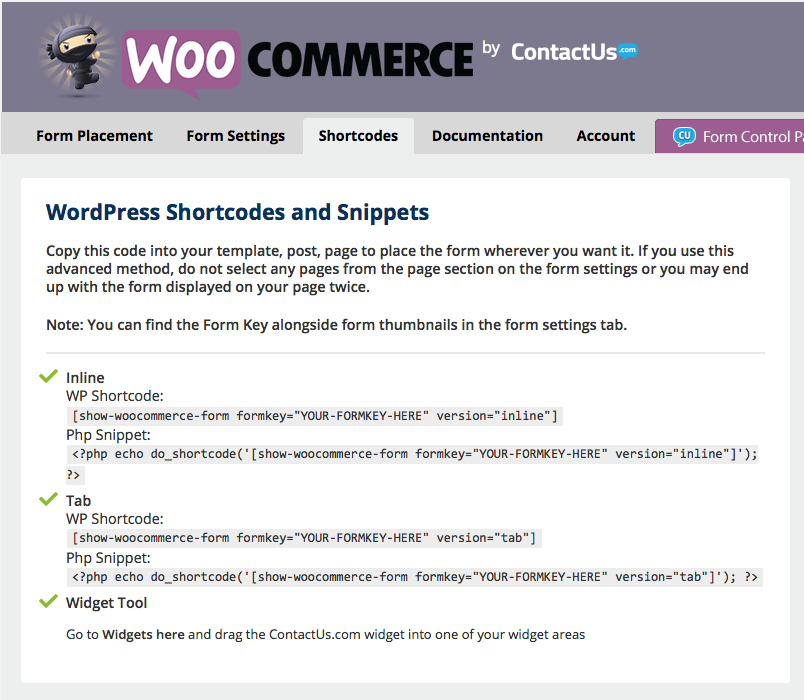 WOO COMMERCE by ContactUs.com
Form Placement Form Settings Shortcodes Documentation Account CU Form Control Pa
WordPress Shortcodes and Snippets
Copy this code into your template, post, page to place the form wherever you want it. If you use this
advanced method, do not select any pages from the page section on the form settings or you may end
up with the form displayed on your page twice.
Note: You can find the Form Key alongside form thumbnails in the form settings tab.
Inline
WP Shortcode:
[show-woocommerce-form formkey="YOUR-FORMKEY-HERE" version="inline"]
Php Snippet:
<?php echo do_shortcode('[show-woocommerce-form formkey="YOUR-FORMKEY-HERE" version="inline"]');
?>
Tab
WP Shortcode:
[show-woocommerce-form formkey="YOUR-FORMKEY-HERE" version="tab"]
Php Snippet:
<?php echo do_shortcode('[show-woocommerce-form formkey="YOUR-FORMKEY-HERE" version="tab"]'); ?>
Widget Tool
Go to Widgets here and drag the ContactUs.com widget into one of your widget areas